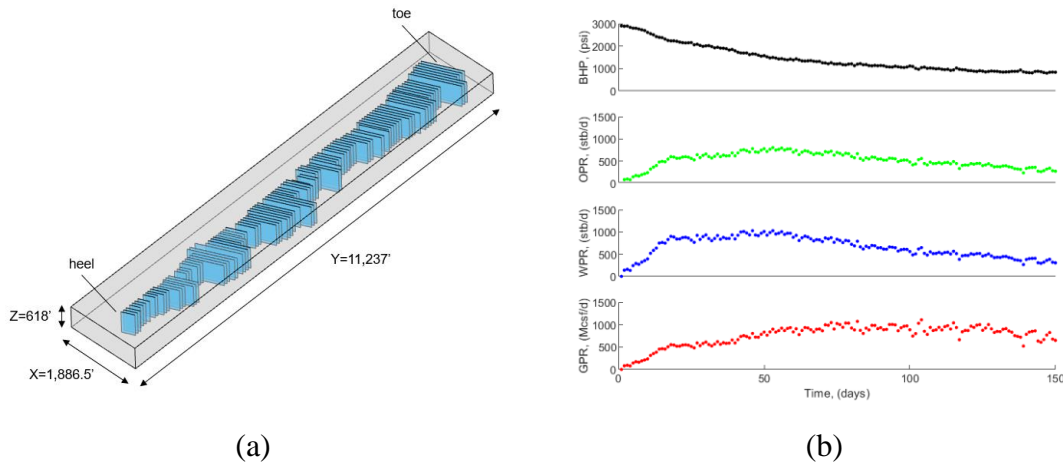 toe
heel
Z=618'
X=1,886.5'
Y=11,237'
(a)
BHP, (psi)
3000
2000
1000
0
OPR, (stb/d)
1500
1000
500
0
WPR, (stb/d)
1500
1000
500
0
GPR, (Mcsf/d)
1500
1000
500
0
0 50 100 150
Time, (days)
(b)